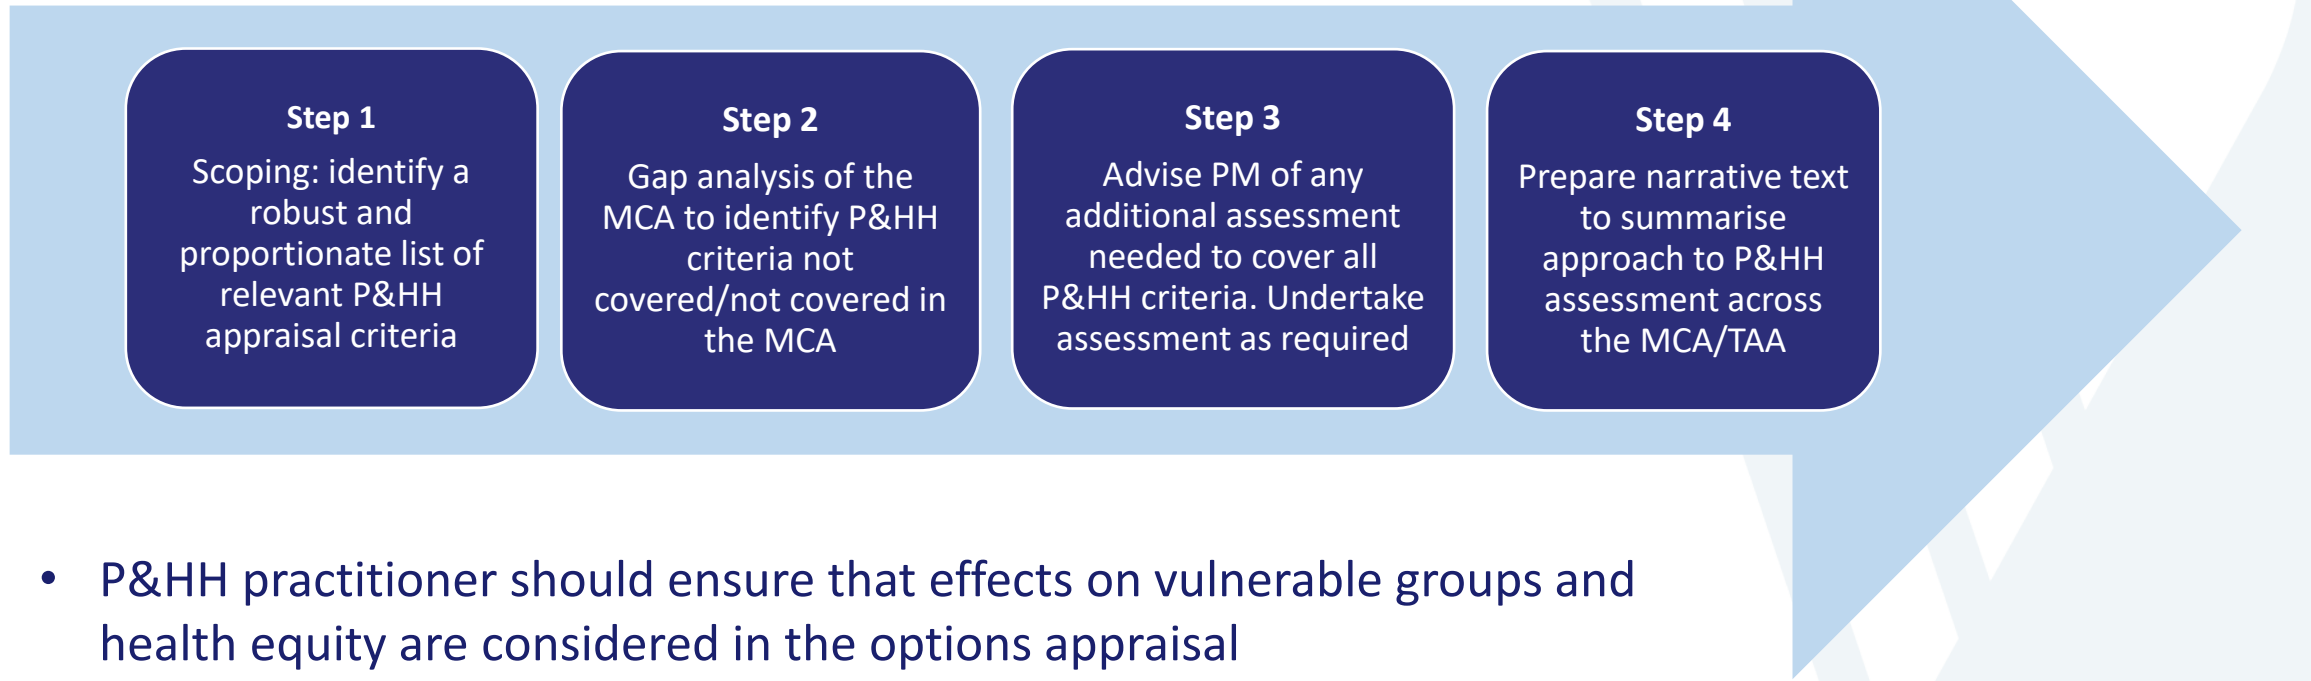 Step 1
Scoping: identify a
robust and
proportionate list of
relevant P&HH
appraisal criteria
Step 2
Gap analysis of the
MCA to identify P&HH
criteria not
covered/not covered in
the MCA
Step 3
Advise PM of any
additional assessment
needed to cover all
P&HH criteria. Undertake
assessment as required
Step 4
Prepare narrative text
to summarise
approach to P&HH
assessment across
the MCA/TAA
• P&HH practitioner should ensure that effects on vulnerable groups and
health equity are considered in the options appraisal